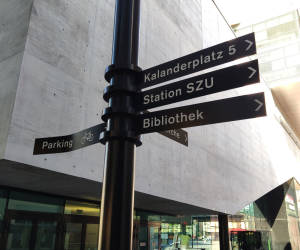 Kalanderplatz 5
Station SZU
Bibliothek
Parking